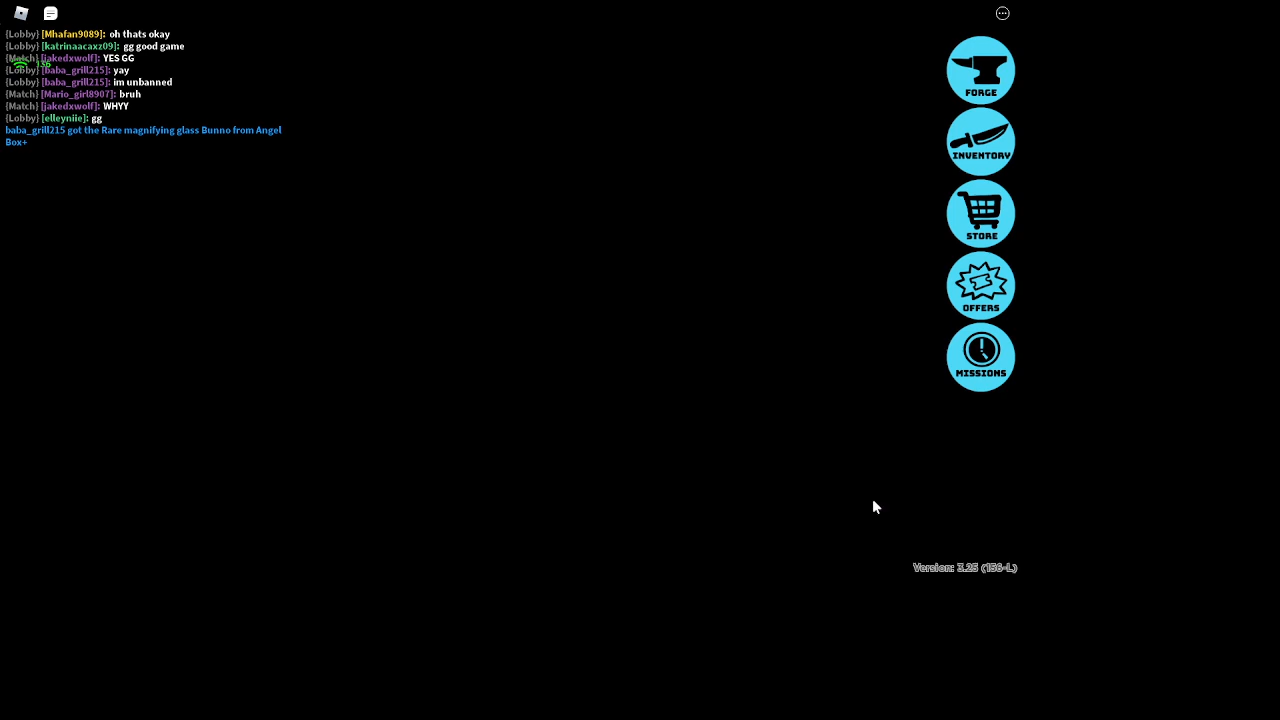 {Lobby} [Mhafan9089]: oh thats okay
{Lobby} [katrinaacaxz09]: gg good game
{Match} [jakedxwolf]: YES GG
{Lobby} [baba_grill215]: yay
{Lobby} [baba_grill215]: im unbanned
{Match} [Mario_girl8907]: bruh
{Match} [jakedxwolf]: WHYY
{Lobby} [elleyniie]: gg
baba_grill215 got the Rare magnifying glass Bunno from Angel
Box+
FORGE
INVENTORY
STORE
OFFERS
MISSIONS
Version: 3.25 (156-L)